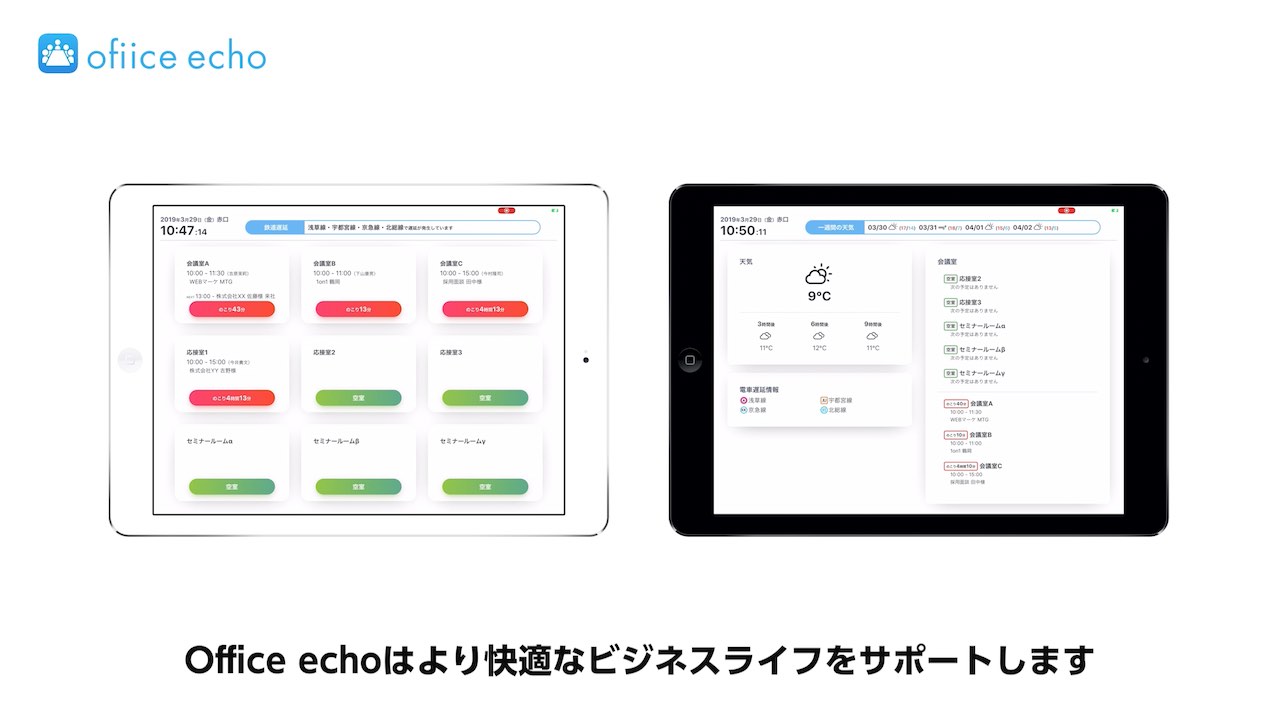 ofiice echo
2019年3月29日 (金) 赤口
10:47:14
鉄道遅延
浅草線・宇都宮線・京急線・北総線で遅延が発生しています
会議室A
10:00 - 11:30
WEBマーケ MTG
13:00 - 株式会社XX 佐藤様 来社
のこり43分
会議室B
10:00 - 11:00
1on1 鶴岡
のこり13分
会議室C
10:00 - 15:00
採用面談 田中様
のこり4時間13分
応接室1
10:00 - 15:00
株式会社YY 吉野様
のこり4時間13分
応接室2
空室
応接室3
空室
セミナールームα
空室
セミナールームβ
空室
セミナールームγ
空室
2019年3月29日 (金) 赤口
10:50:11
一週間の天気
03/30 03/31 04/01 04/02
天気
9°C
3時間後
11°C
6時間後
12°C
9時間後
11°C
電車遅延情報
浅草線
宇都宮線
京急線
北総線
会議室
空室 応接室2
次の予定はありません
空室 応接室3
次の予定はありません
空室 セミナールームα
次の予定はありません
空室 セミナールームβ
次の予定はありません
空室 セミナールームγ
次の予定はありません
のこり40分 会議室A
10:00 - 11:30
WEBマーケ MTG
のこり10分 会議室B
10:00 - 11:00
1on1 鶴岡
のこり4時間10分 会議室C
10:00 - 15:00
採用面談 田中様
Office echoはより快適なビジネスライフをサポートします